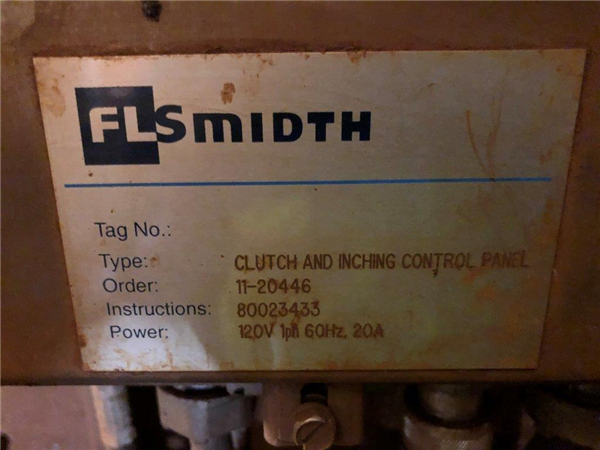 FLSMIDTH
Tag No.:
Type: CLUTCH AND INCHING CONTROL PANEL
Order: 11-20446
Instructions: 80023433
Power: 120V 1ph 60Hz, 20A